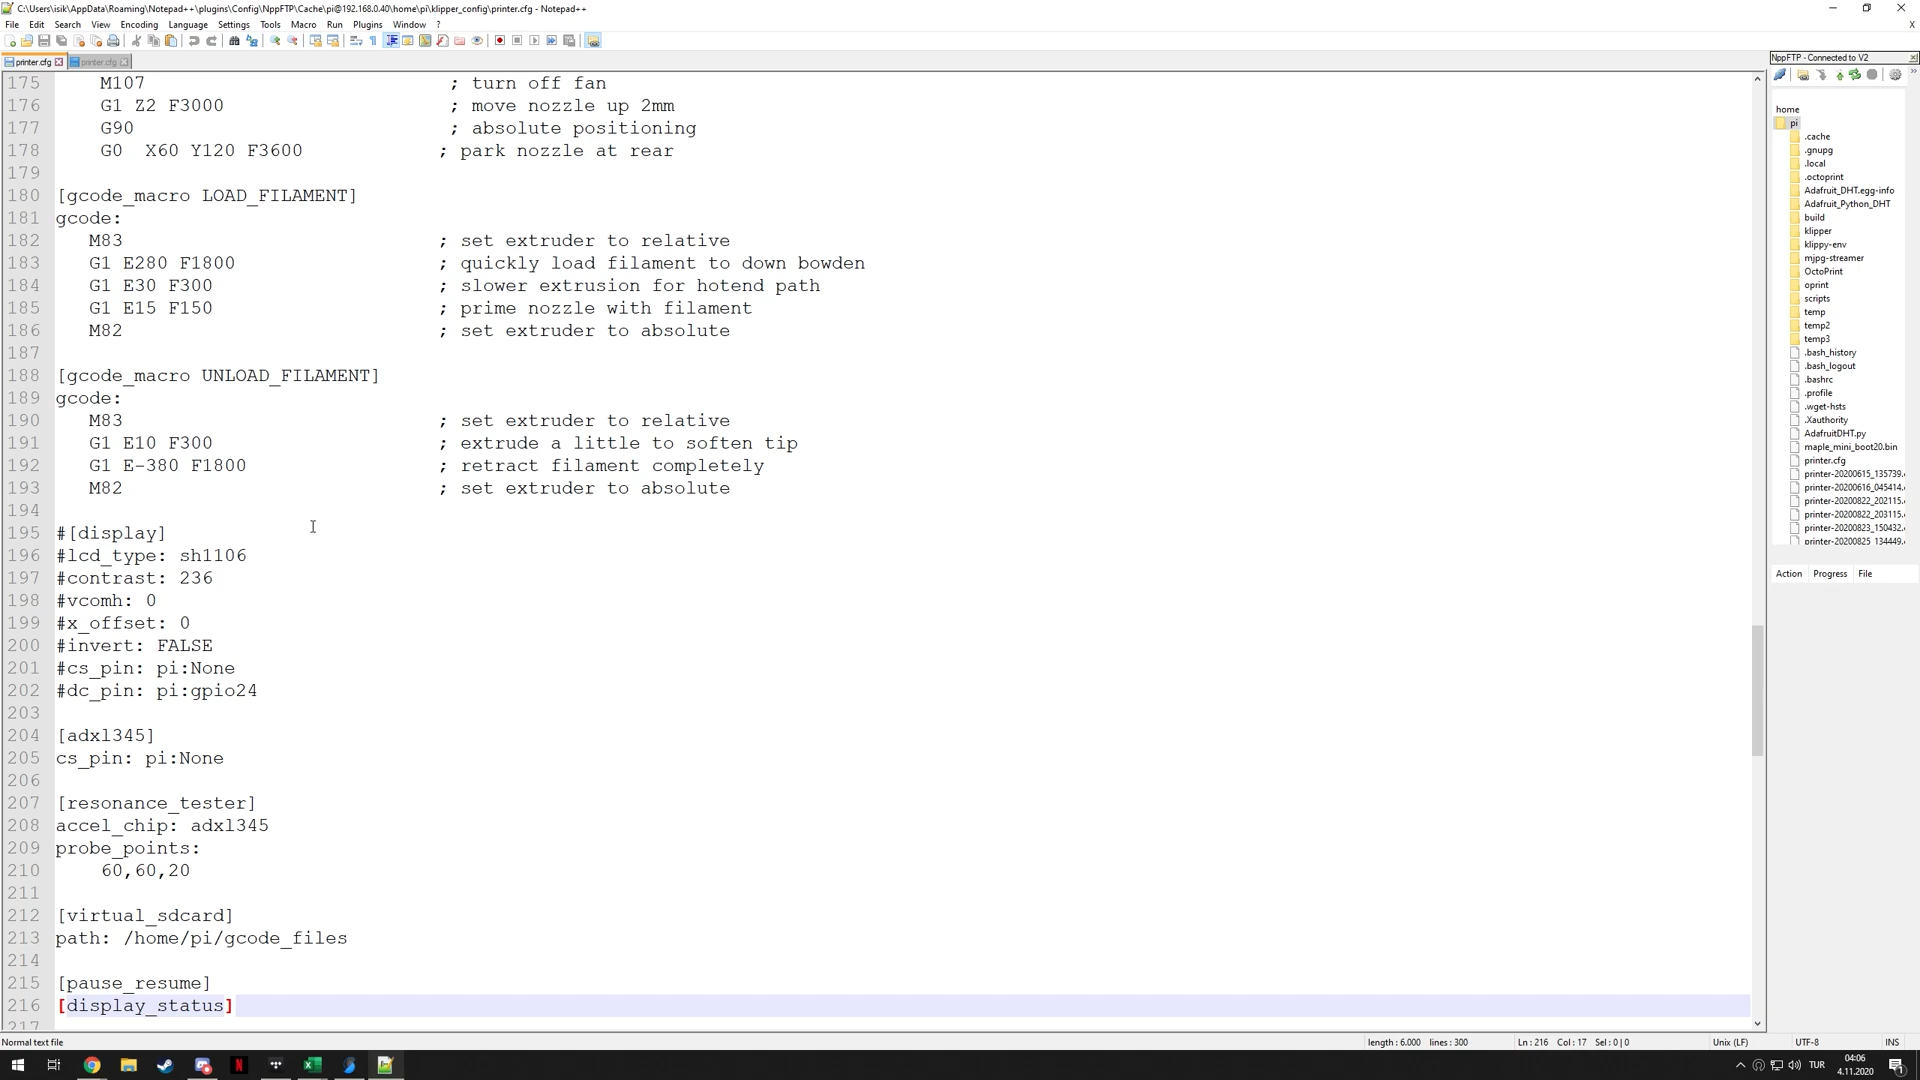 C:\Users\isik\AppData\Roaming\Notepad++\plugins\Config\NppFTP\Cache\pi@192.168.0.40\home\pi\klipper_config\printer.cfg - Notepad++
File Edit Search View Encoding Language Settings Tools Macro Run Plugins Window ?
printer.cfg printer.cfg
175 M107 ; turn off fan
176 G1 Z2 F3000 ; move nozzle up 2mm
177 G90 ; absolute positioning
178 G0 X60 Y120 F3600 ; park nozzle at rear
179
180 [gcode_macro LOAD_FILAMENT]
181 gcode:
182 M83 ; set extruder to relative
183 G1 E280 F1800 ; quickly load filament to down bowden
184 G1 E30 F300 ; slower extrusion for hotend path
185 G1 E15 F150 ; prime nozzle with filament
186 M82 ; set extruder to absolute
187
188 [gcode_macro UNLOAD_FILAMENT]
189 gcode:
190 M83 ; set extruder to relative
191 G1 E10 F300 ; extrude a little to soften tip
192 G1 E-380 F1800 ; retract filament completely
193 M82 ; set extruder to absolute
194
195 #[display]
196 #lcd_type: sh1106
197 #contrast: 236
198 #vcomh: 0
199 #x_offset: 0
200 #invert: FALSE
201 #cs_pin: pi:None
202 #dc_pin: pi:gpio24
203
204 [adxl345]
205 cs_pin: pi:None
206
207 [resonance_tester]
208 accel_chip: adxl345
209 probe_points:
210 60,60,20
211
212 [virtual_sdcard]
213 path: /home/pi/gcode_files
214
215 [pause_resume]
216 [display_status]
217
NppFTP - Connected to V2
home
pi
.cache
.gnupg
.local
.octoprint
Adafruit_DHT.egg-info
Adafruit_Python_DHT
build
klipper
klippy-env
mjpg-streamer
OctoPrint
oprint
scripts
temp
temp2
temp3
.bash_history
.bash_logout
.bashrc
.profile
.wget-hsts
.Xauthority
AdafruitDHT.py
maple_mini_boot20.bin
printer.cfg
printer-20200615_135739.
printer-20200616_045414.
printer-20200822_202115.
printer-20200822_203115.
printer-20200823_150432.
printer-20200825_134449.
Action Progress File
Normal text file length : 6.000 lines : 300 Ln : 216 Col : 17 Sel : 0 | 0 Unix (LF) UTF-8 INS
TUR 04:06
4.11.2020